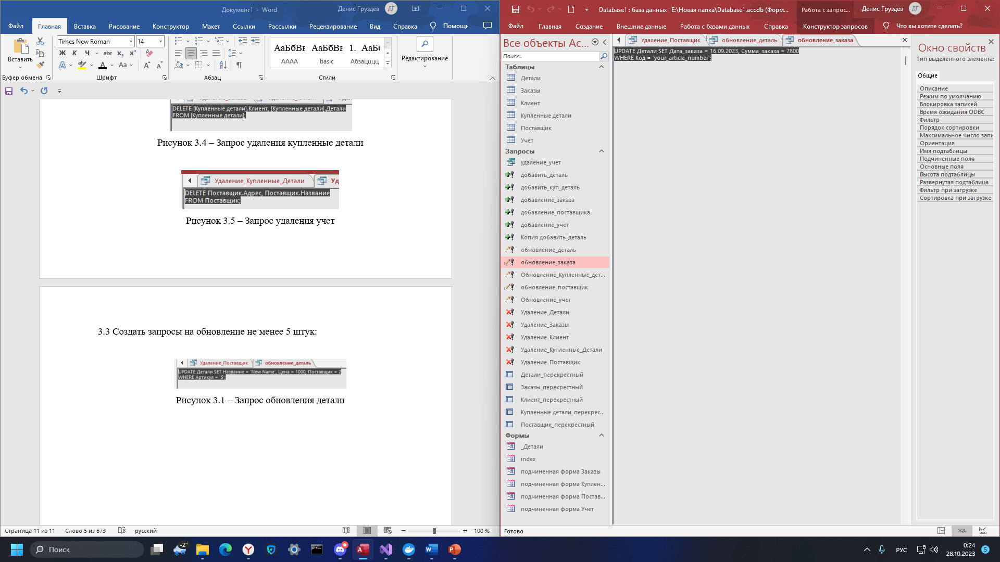 Документ1 - Word
Денис Груздев
ДГ
Файл
Главная
Вставка
Рисование
Конструктор
Макет
Ссылки
Рассылки
Рецензирование
Вид
Справка
Помощь
Вставить
Times New Roman
14
Ж
К
Ч
abc
x₂
x²
Aa
АаБбВі
АаБбВі
1. АаБб
AAAA
basic
Абзацццц
Редактирование
Буфер обмена
Шрифт
Абзац
Стили
DELETE [Купленные детали].Клиент, [Купленные детали].Детали
FROM [Купленные детали];
Рисунок 3.4 – Запрос удаления купленные детали
Удаление_Купленные_Детали
Уд
DELETE Поставщик.Адрес, Поставщик.Название
FROM Поставщик;
Рисунок 3.5 – Запрос удаления учет
3.3 Создать запросы на обновление не менее 5 штук:
Удаление_Поставщик
обновление_деталь
UPDATE Детали SET Название = 'New Name', Цена = 1000, Поставщик = 2
WHERE Артикул = '5';
Рисунок 3.1 – Запрос обновления детали
Страница 11 из 11
Слово 5 из 673
русский
100 %
Database1 : база данных- E:\Новая папка\Database1.accdb (Форм...
Работа с запрос...
Денис Груздев
ДГ
Файл
Главная
Создание
Внешние данные
Работа с базами данных
Справка
Конструктор запросов
Что вы хотите сделать?
Все объекты Ac...
Поиск...
Таблицы
Детали
Заказы
Клиент
Купленные детали
Поставщик
Учет
Запросы
удаление_учет
добавить_деталь
добавить_куп_деталь
добавление_заказа
добавление_поставщика
добавление_учет
Копия добавить_деталь
обновление_деталь
обновление_заказа
Обновление_Купленные_дет...
обновление_поставщик
Обновление_учет
Удаление_Детали
Удаление_Заказы
Удаление_Клиент
Удаление_Купленные_Детали
Удаление_Поставщик
Детали_перекрестный
Заказы_перекрестный
Клиент_перекрестный
Купленные детали_перекрес...
Поставщик_перекрестный
Формы
_Детали
index
подчиненная форма Заказы
подчиненная форма Куплен...
подчиненная форма Постав...
подчиненная форма Учет
Удаление_Поставщик
обновление_деталь
обновление_заказа
UPDATE Детали SET Дата_заказа = 16.09.2023, Сумма_заказа = 7800
WHERE Код = 'your_article_number';
Окно свойств
Тип выделенного элемента:
Общие
Описание
Режим по умолчанию
Блокировка записей
Время ожидания ODBC
Фильтр
Порядок сортировки
Максимальное число запи
Ориентация
Имя подтаблицы
Подчиненные поля
Основные поля
Высота подтаблицы
Развернутая подтаблица
Фильтр при загрузке
Сортировка при загрузке
Готово
SQL
Поиск
-2°
РУС
0:24
28.10.2023
5